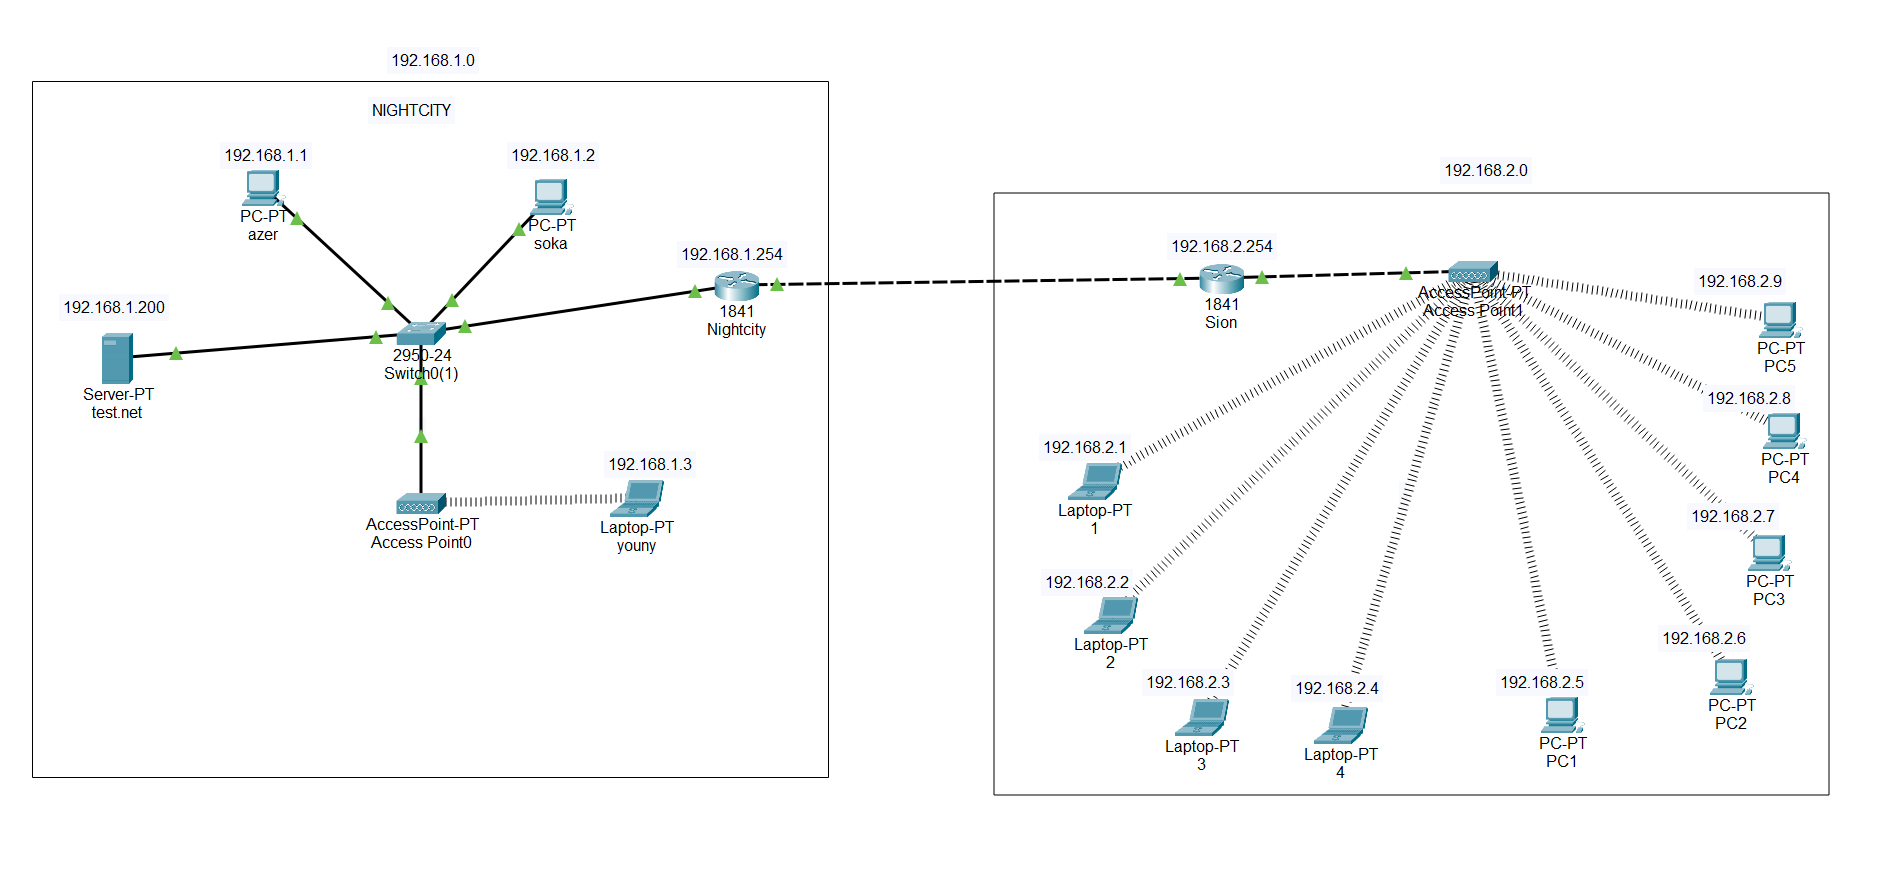 192.168.1.0
NIGHTCITY
192.168.1.1
PC-PT
azer
192.168.1.2
PC-PT
soka
192.168.1.254
1841
Nightcity
192.168.1.200
Server-PT
test.net
2950-24
Switch0(1)
AccessPoint-PT
Access Point0
192.168.1.3
Laptop-PT
youny
192.168.2.0
192.168.2.254
1841
Sion
AccessPoint-PT
Access Point1
192.168.2.9
PC-PT
PC5
192.168.2.8
PC-PT
PC4
192.168.2.1
Laptop-PT
1
192.168.2.7
PC-PT
PC3
192.168.2.2
Laptop-PT
2
192.168.2.6
PC-PT
PC2
192.168.2.3
Laptop-PT
3
192.168.2.4
Laptop-PT
4
192.168.2.5
PC-PT
PC1